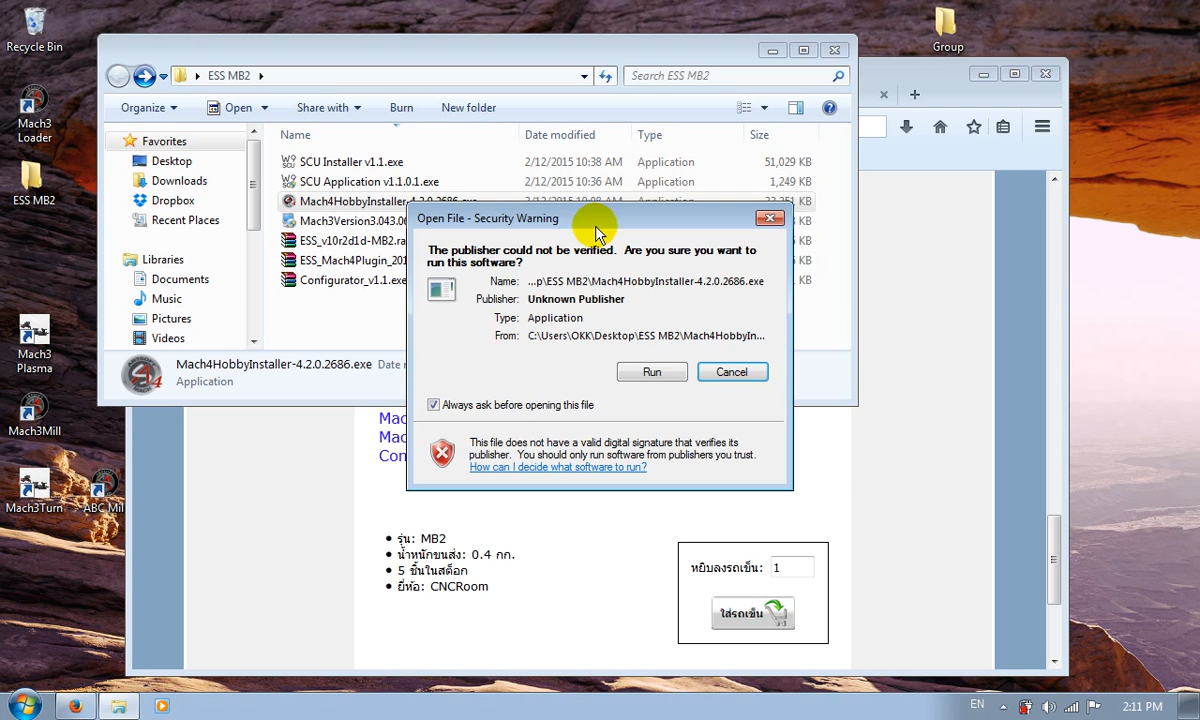 Recycle Bin
Mach3
Loader
ESS MB2
Mach3
Plasma
Mach3Mill
Mach3Turn
ABC Mil
Group
ESS MB2
Search ESS MB2
Organize
Open
Share with
Burn
New folder
Favorites
Desktop
Downloads
Dropbox
Recent Places
Libraries
Documents
Music
Pictures
Videos
Name
Date modified
Type
Size
SCU Installer v1.1.exe
2/12/2015 10:38 AM
Application
51,029 KB
SCU Application v1.1.0.1.exe
2/12/2015 10:36 AM
Application
1,249 KB
Mach4HobbyInstaller-4.2.0.2686.exe
Mach3Version3.043.06
ESS_v10r2d1d-MB2.ra
ESS_Mach4Plugin_201
Configurator_v1.1.exe
Mach4HobbyInstaller-4.2.0.2686.exe
Date
Application
Open File - Security Warning
The publisher could not be verified. Are you sure you want to
run this software?
Name: ...p\ESS MB2\Mach4HobbyInstaller-4.2.0.2686.exe
Publisher: Unknown Publisher
Type: Application
From: C:\Users\OKK\Desktop\ESS MB2\Mach4HobbyIn...
Run
Cancel
Always ask before opening this file
This file does not have a valid digital signature that verifies its
publisher. You should only run software from publishers you trust.
How can I decide what software to run?
Mac
Mac
Con
รุ่น: MB2
น้ำหนักขนส่ง: 0.4 กก.
5 ชิ้นในสต็อก
ยี่ห้อ: CNCRoom
หยิบลงรถเข็น: 1
ใส่รถเข็น
EN
2:11 PM